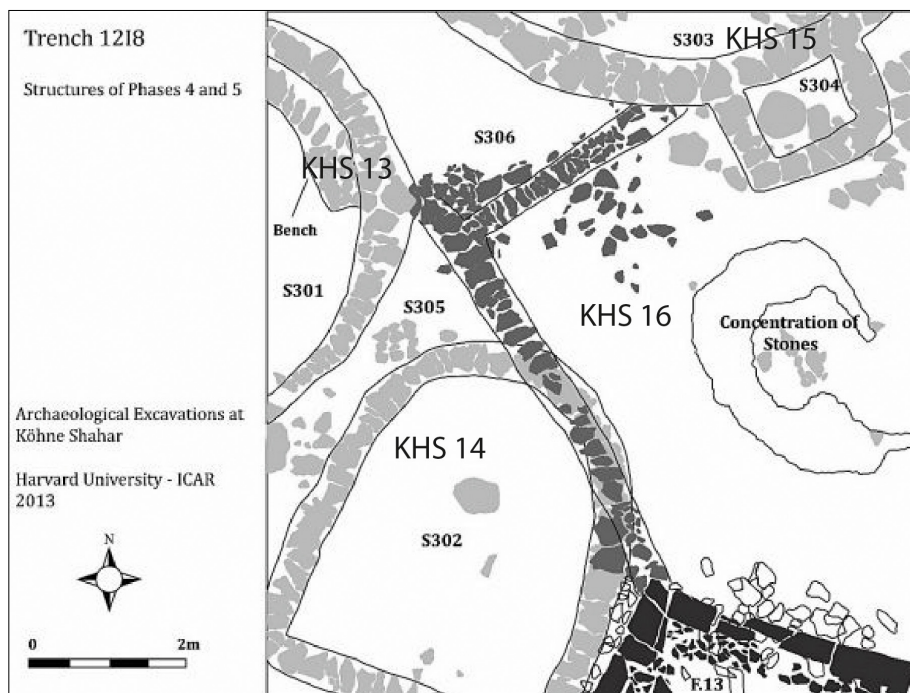 Trench 12I8
Structures of Phases 4 and 5
Archaeological Excavations at
Köhne Shahar
Harvard University - ICAR
2013
N
0 2m
S303 KHS 15
S304
S306
KHS 13
Bench
S301
S305
KHS 16
Concentration of
Stones
KHS 14
S302
F.13